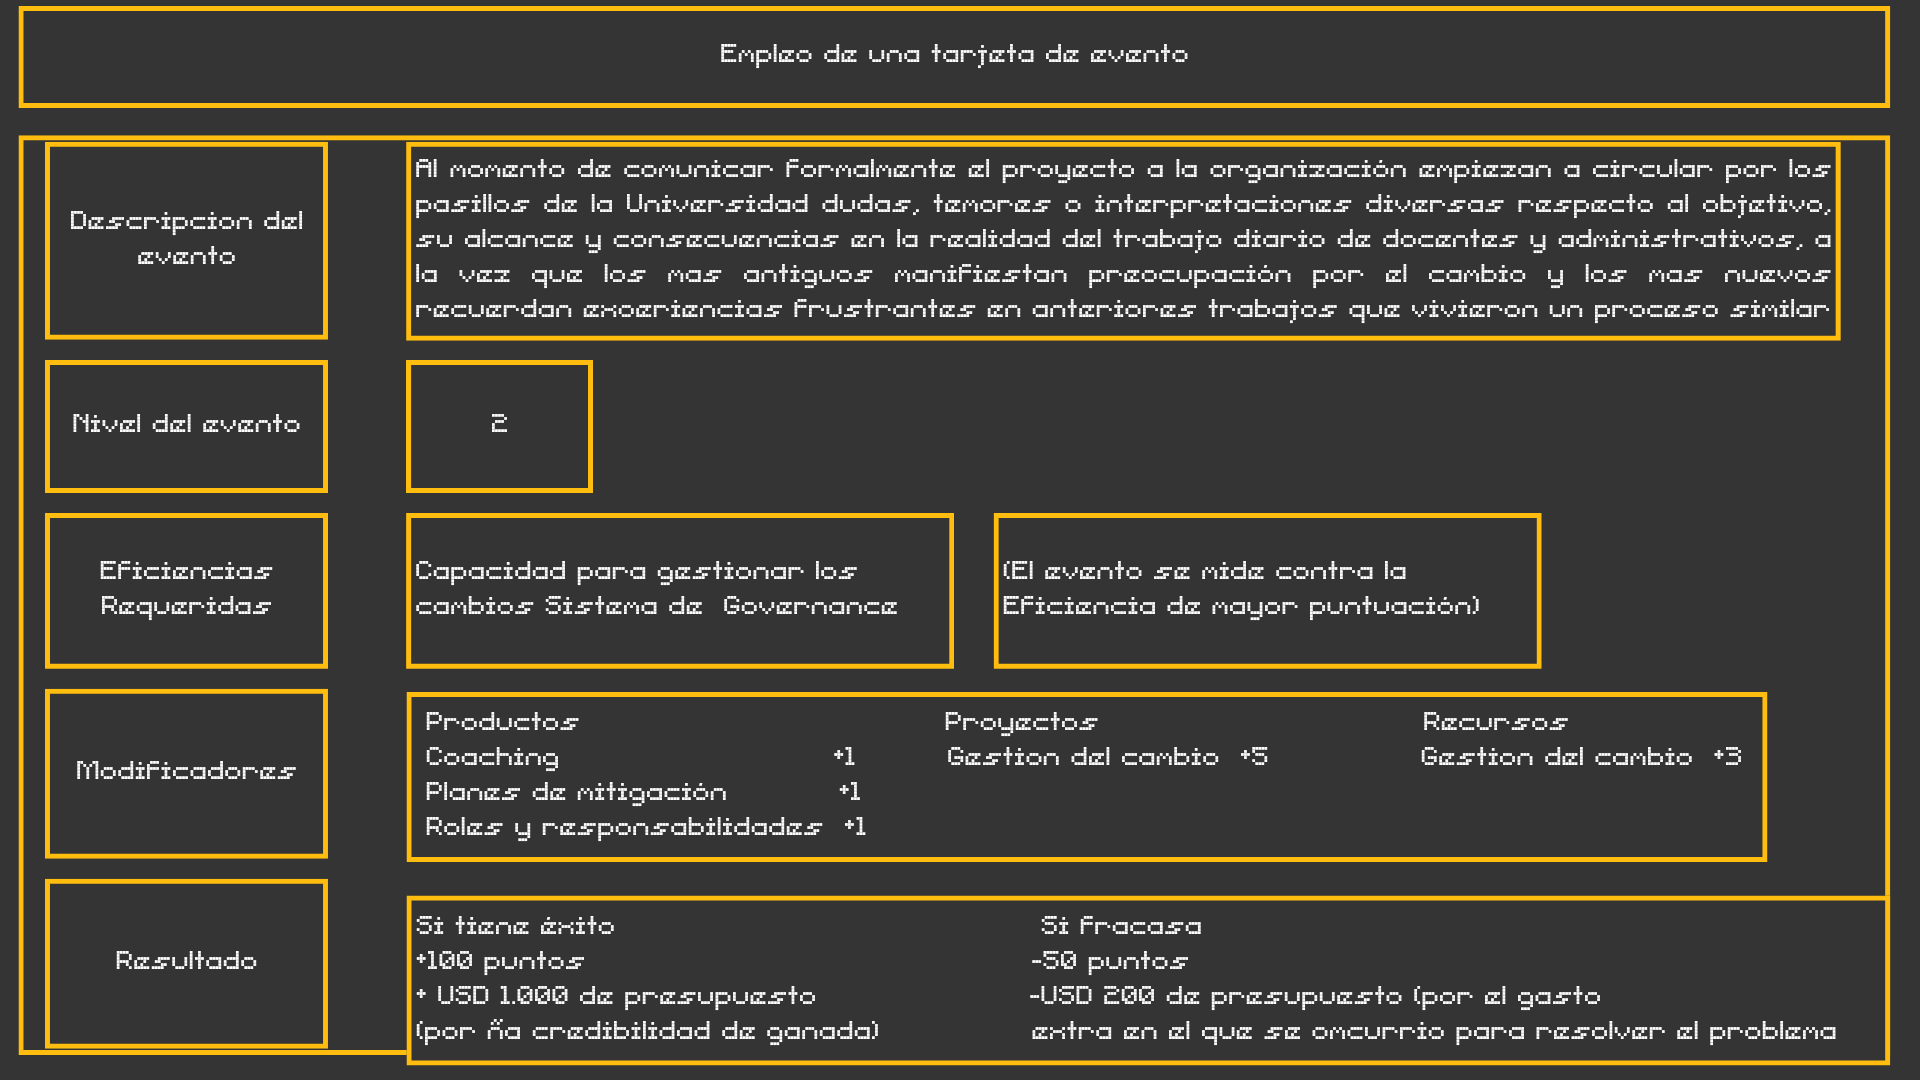 Empleo de una tarjeta de evento
Descripcion del
evento
Al momento de comunicar formalmente el proyecto a la organización empiezan a circular por los
pasillos de la Universidad dudas, temores o interpretaciones diversas respecto al objetivo,
su alcance y consecuencias en la realidad del trabajo diario de docentes y administrativos, a
la vez que los mas antiguos manifiestan preocupación por el cambio y los mas nuevos
recuerdan exoeriencias frustrantes en anteriores trabajos que vivieron un proceso similar
Nivel del evento
2
Eficiencias
Requeridas
Capacidad para gestionar los
cambios Sistema de Governance
(El evento se mide contra la
Eficiencia de mayor puntuación)
Modificadores
Productos Proyectos Recursos
Coaching +1 Gestion del cambio +5 Gestion del cambio +3
Planes de mitigación +1
Roles y responsabilidades +1
Resultado
Si tiene éxito
+100 puntos
+ USD 1.000 de presupuesto
(por ña credibilidad de ganada)
Si fracasa
-50 puntos
-USD 200 de presupuesto (por el gasto
extra en el que se omcurrio para resolver el problema